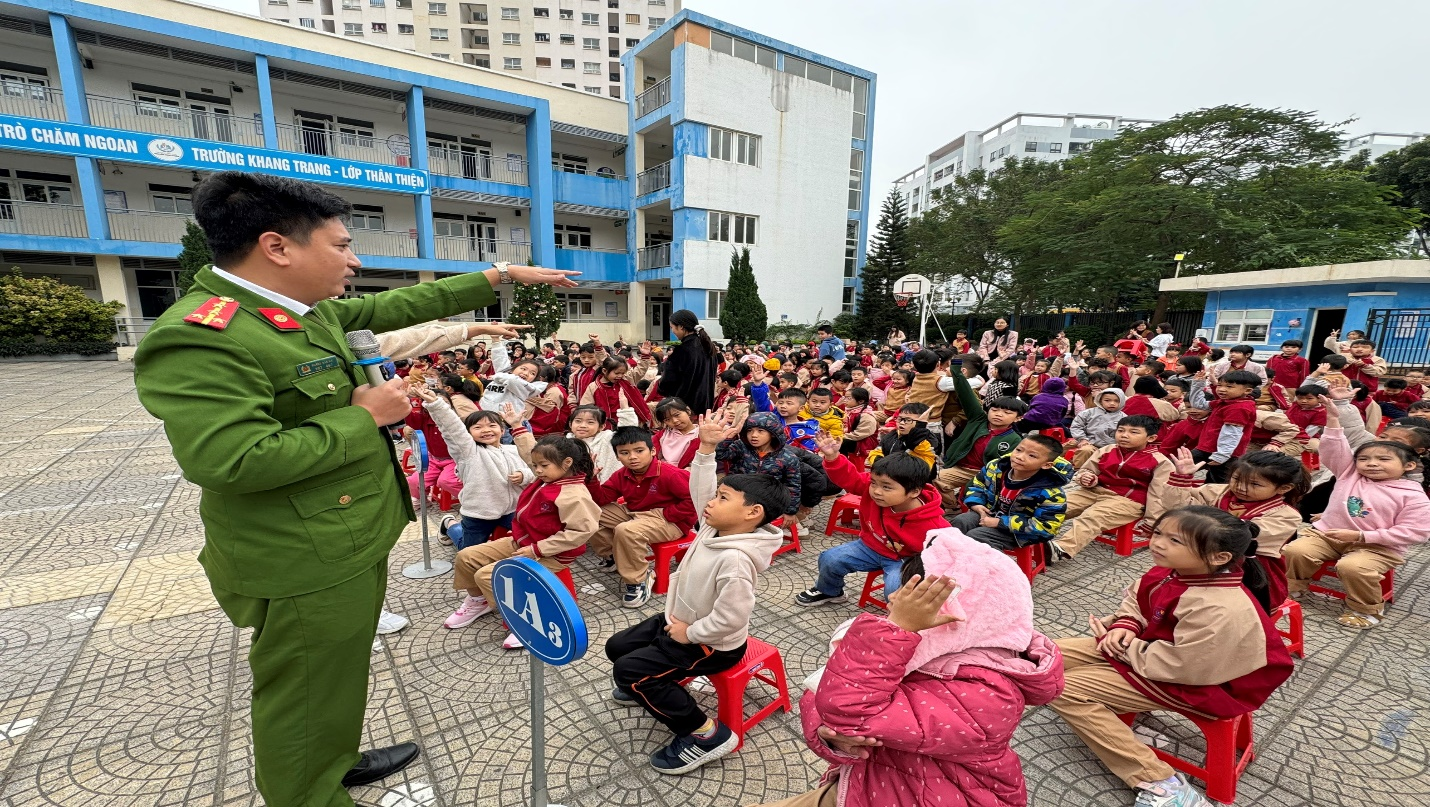 TRÒ CHĂM NGOAN
TRƯỜNG KHANG TRANG - LỚP THÂN THIỆN
1A3